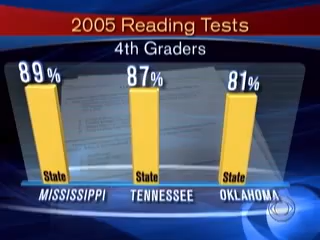 2005 Reading Tests
4th Graders
89% 87% 81%
State State State
MISSISSIPPI TENNESSEE OKLAHOMA